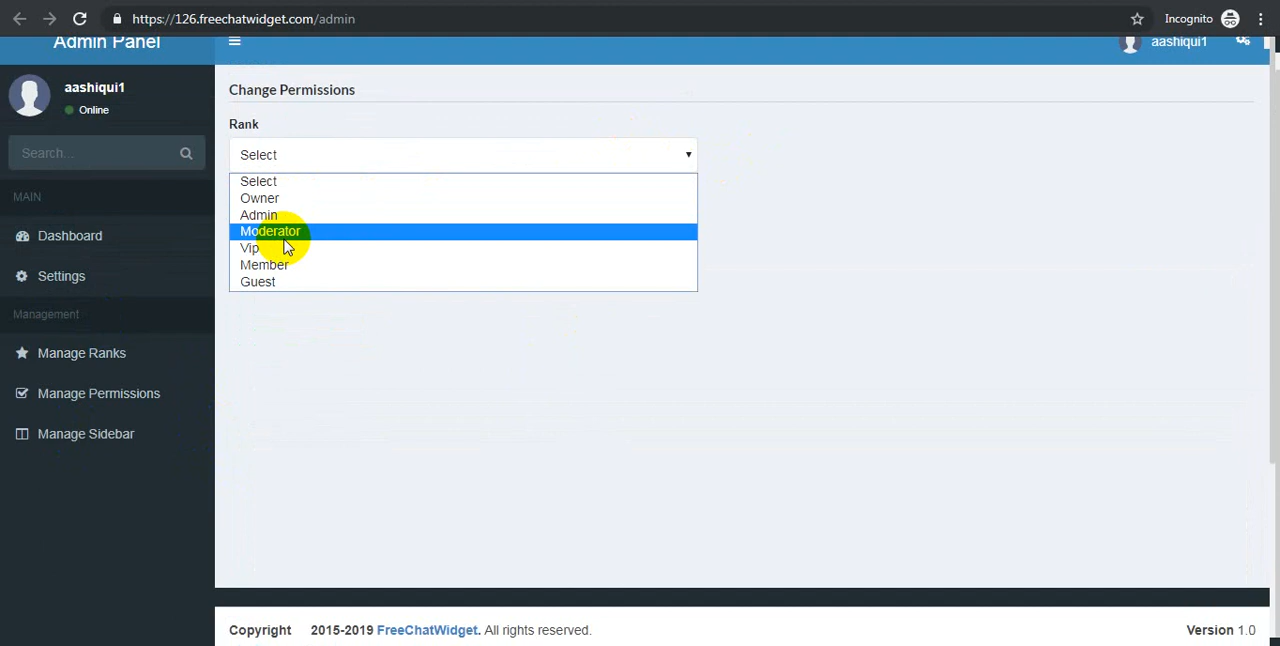 https://126.freechatwidget.com/admin
Incognito
Admin Panel
aashiqui1
aashiqui1
Online
Search...
MAIN
Dashboard
Settings
Management
Manage Ranks
Manage Permissions
Manage Sidebar
Change Permissions
Rank
Select
Select
Owner
Admin
Moderator
Vip
Member
Guest
Copyright 2015-2019 FreeChatWidget. All rights reserved.
Version 1.0